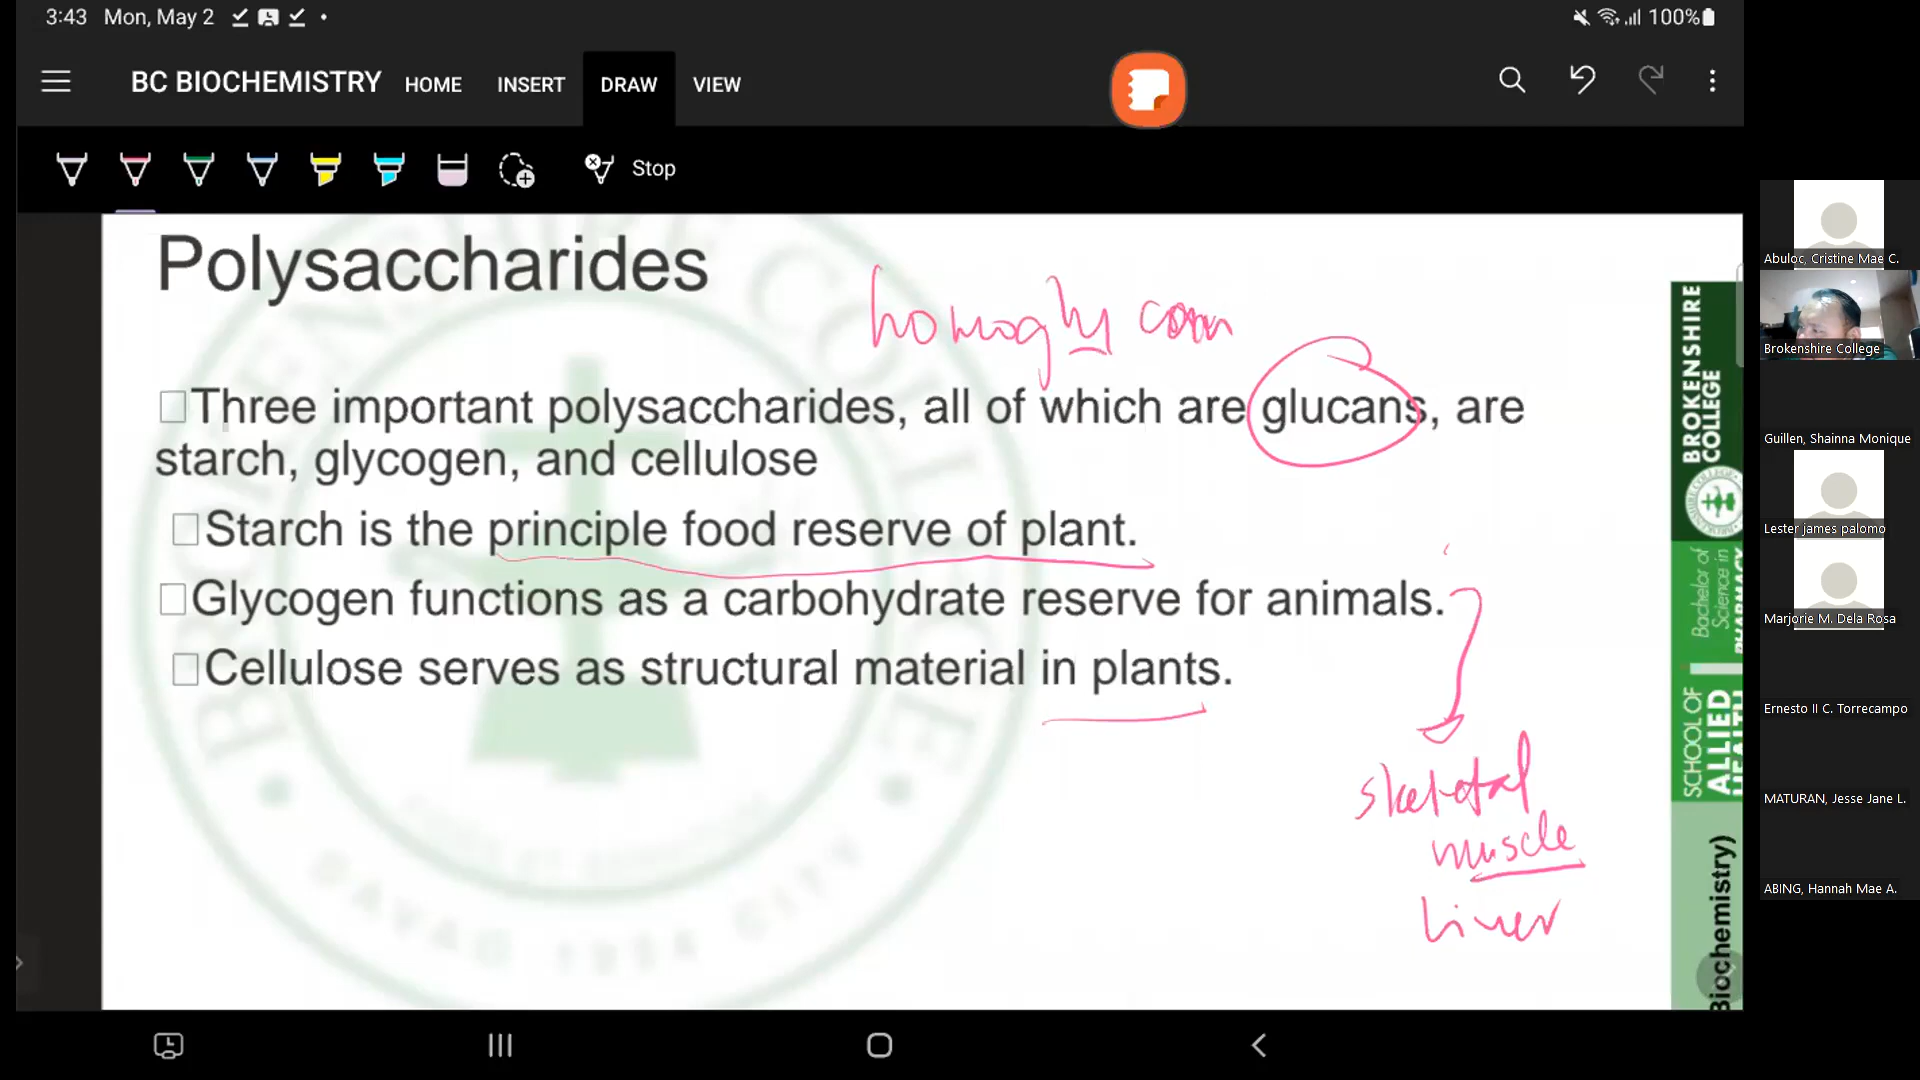 3:43 Mon, May 2
100%
BC BIOCHEMISTRY HOME INSERT DRAW VIEW
Stop
Polysaccharides
□Three important polysaccharides, all of which are glucans, are
starch, glycogen, and cellulose
□Starch is the principle food reserve of plant.
□Glycogen functions as a carbohydrate reserve for animals.
□Cellulose serves as structural material in plants.
skeletal
muscle
liver
BROKENSHIRE
COLLEGE
Bachelor of
Science in
PHARMACY
SCHOOL OF
ALLIED
HEALTH
Biochemistry)
DAVAO CITY
Abuloc, Cristine Mae C.
Brokenshire College
Guillen, Shainna Monique
Lester james palomo
Marjorie M. Dela Rosa
Ernesto II C. Torrecampo
MATURAN, Jesse Jane L.
ABING, Hannah Mae A.